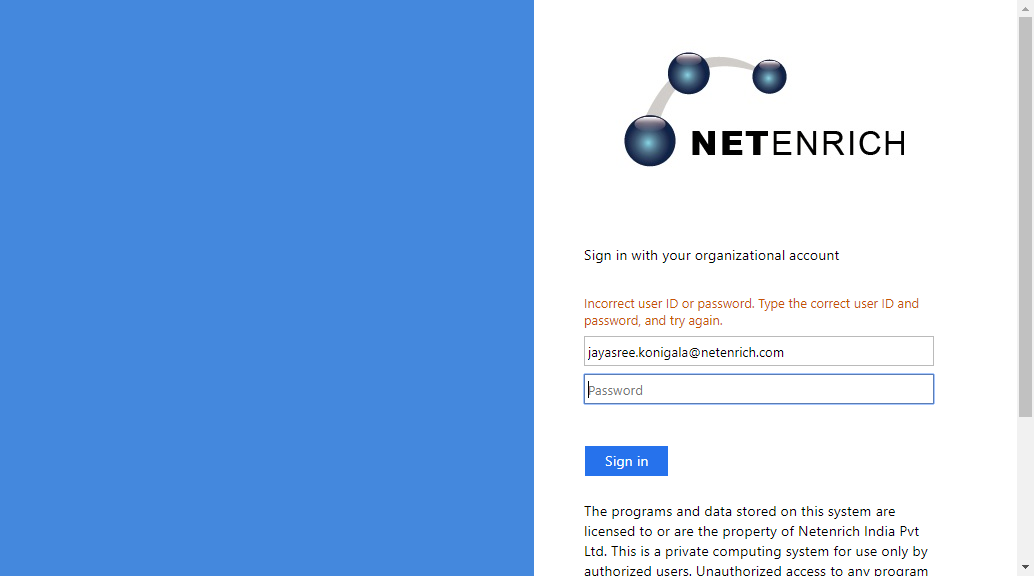 NETENRICH
Sign in with your organizational account
Incorrect user ID or password. Type the correct user ID and
password, and try again.
jayasree.konigala@netenrich.com
Password
Sign in
The programs and data stored on this system are
licensed to or are the property of Netenrich India Pvt
Ltd. This is a private computing system for use only by
authorized users. Unauthorized access to any program